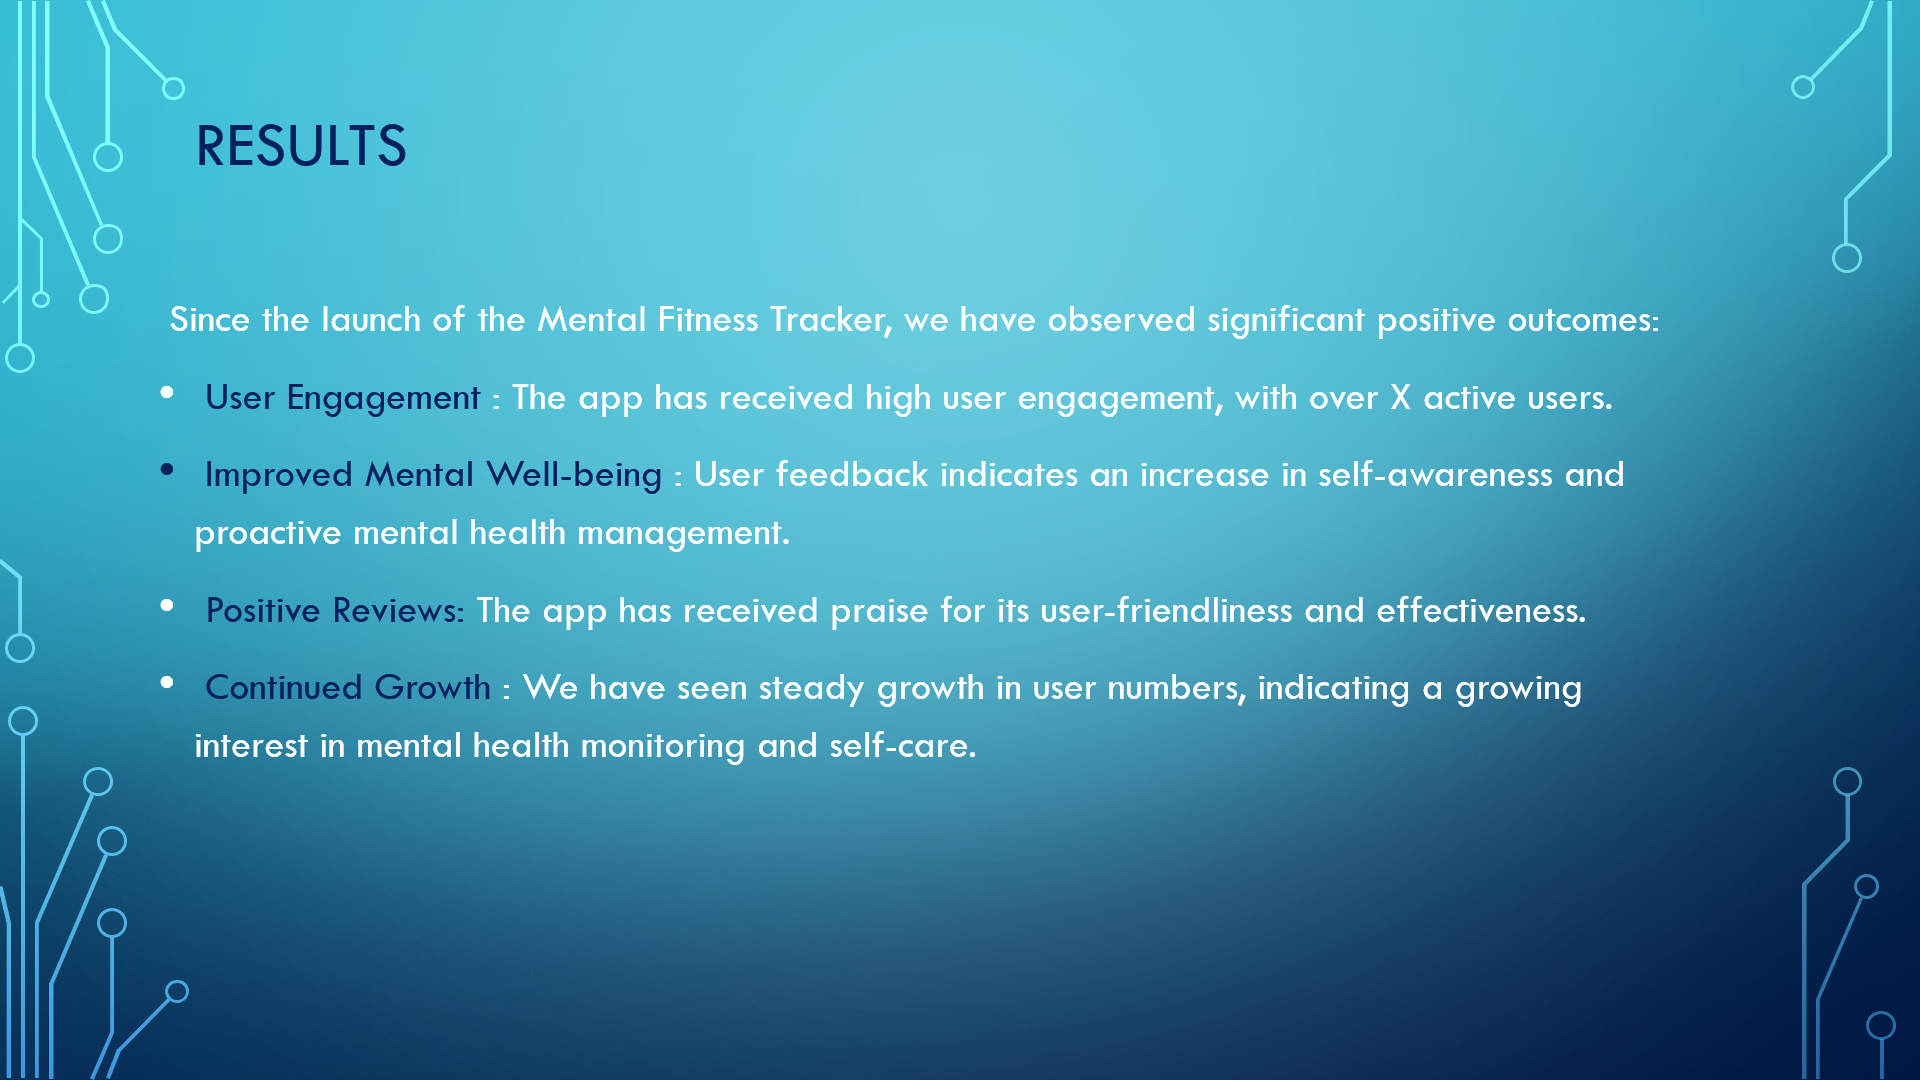 RESULTS
Since the launch of the Mental Fitness Tracker, we have observed significant positive outcomes:
• User Engagement : The app has received high user engagement, with over X active users.
• Improved Mental Well-being : User feedback indicates an increase in self-awareness and
proactive mental health management.
• Positive Reviews: The app has received praise for its user-friendliness and effectiveness.
• Continued Growth : We have seen steady growth in user numbers, indicating a growing
interest in mental health monitoring and self-care.